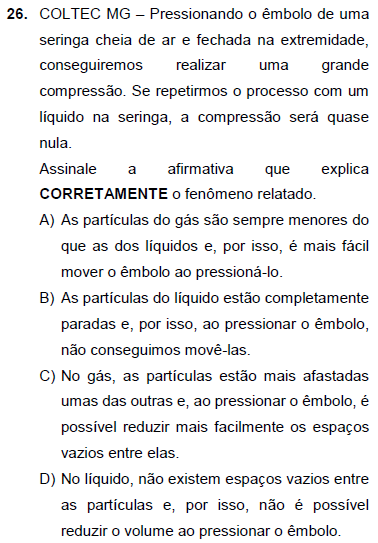 26. COLTEC MG – Pressionando o êmbolo de uma
seringa cheia de ar e fechada na extremidade,
conseguiremos realizar uma grande
compressão. Se repetirmos o processo com um
líquido na seringa, a compressão será quase
nula.
Assinale a afirmativa que explica
CORRETAMENTE o fenômeno relatado.
A) As partículas do gás são sempre menores do
que as dos líquidos e, por isso, é mais fácil
mover o êmbolo ao pressioná-lo.
B) As partículas do líquido estão completamente
paradas e, por isso, ao pressionar o êmbolo,
não conseguimos movê-las.
C) No gás, as partículas estão mais afastadas
umas das outras e, ao pressionar o êmbolo, é
possível reduzir mais facilmente os espaços
vazios entre elas.
D) No líquido, não existem espaços vazios entre
as partículas e, por isso, não é possível
reduzir o volume ao pressionar o êmbolo.